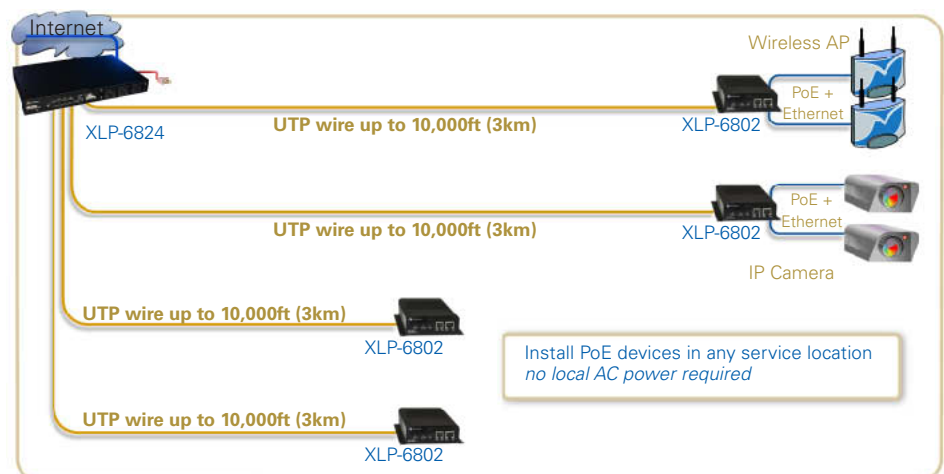 Internet
XLP-6824
UTP wire up to 10,000ft (3km)
XLP-6802
Wireless AP
PoE +
Ethernet
UTP wire up to 10,000ft (3km)
XLP-6802
PoE +
Ethernet
IP Camera
UTP wire up to 10,000ft (3km)
XLP-6802
Install PoE devices in any service location
no local AC power required
UTP wire up to 10,000ft (3km)
XLP-6802